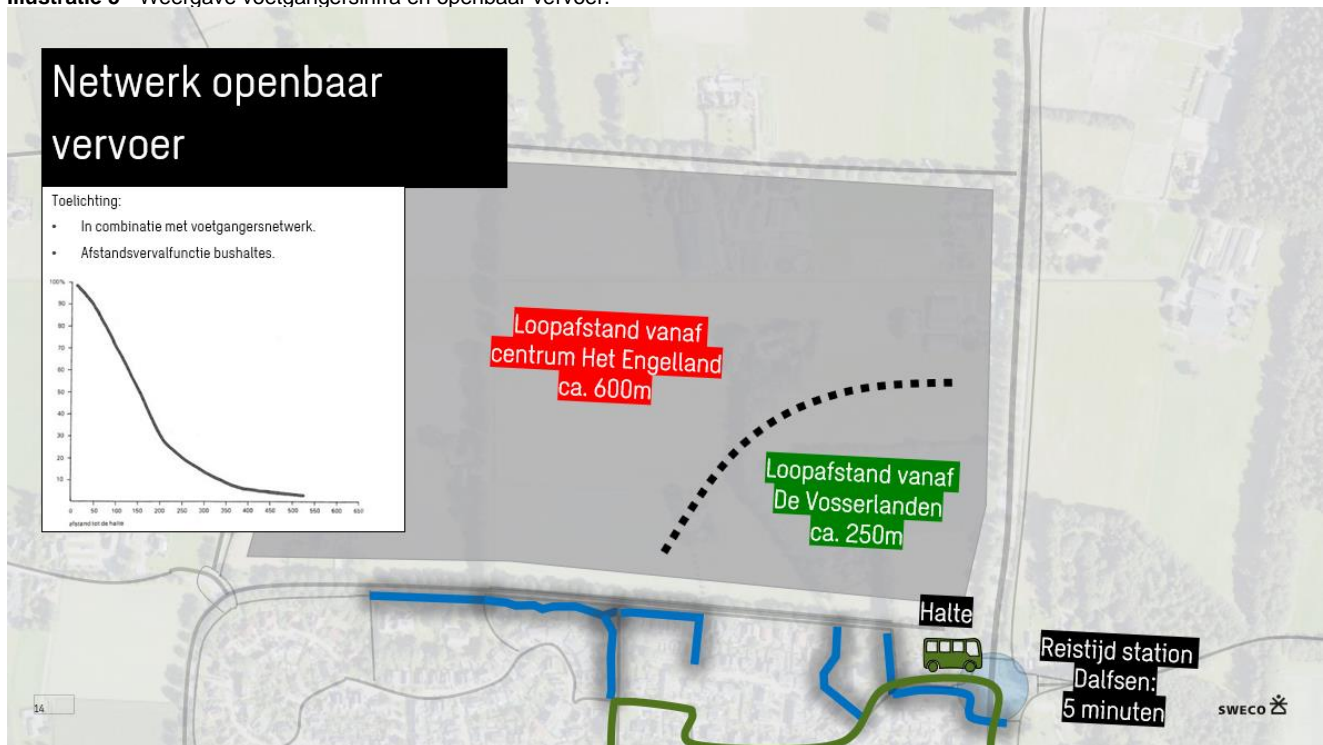 Illustratie 3 - Weergave voetgangersinfra en openbaar vervoer.
Netwerk openbaar
vervoer
Toelichting:
• In combinatie met voetgangersnetwerk.
• Afstandsvervalfunctie bushaltes.
100%
90
80
70
60
50
40
30
20
10
0 50 100 150 200 250 300 350 400 450 500 550 600 650
afstand tot de halte
Loopafstand vanaf
centrum Het Engelland
ca. 600m
Loopafstand vanaf
De Vosserlanden
ca. 250m
Halte
Reistijd station
Dalfsen:
5 minuten
14
SWECO